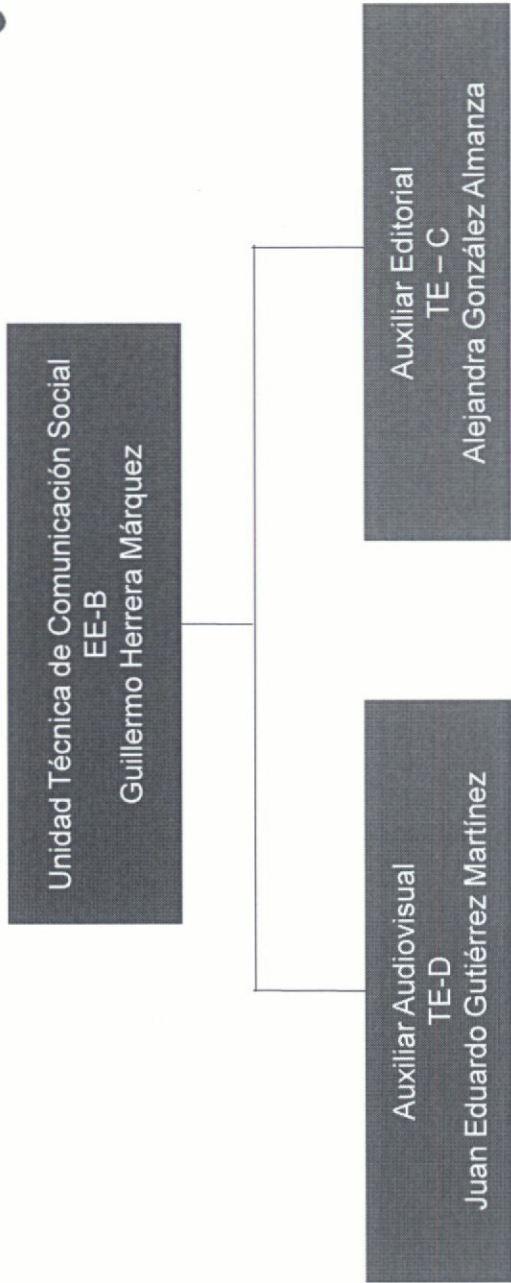 Unidad Técnica de Comunicación Social
EE-B
Guillermo Herrera Márquez
Auxiliar Audiovisual
TE-D
Juan Eduardo Gutiérrez Martínez
Auxiliar Editorial
TE – C
Alejandra González Almanza